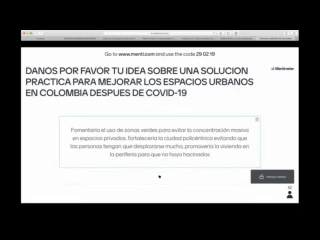 Go to www.menti.com and use the code 29 02 19
DANOS POR FAVOR TU IDEA SOBRE UNA SOLUCION
PRACTICA PARA MEJORAR LOS ESPACIOS URBANOS
EN COLOMBIA DESPUES DE COVID-19
Mentimeter
Fomentaría el uso de zonas verdes para evitar la concentración masiva
en espacios privados, fortalecería la ciudad policéntrica evitando que
las personas tengan que desplazarse mucho, promovería la vivienda en
la periferia para que no haya hacinados